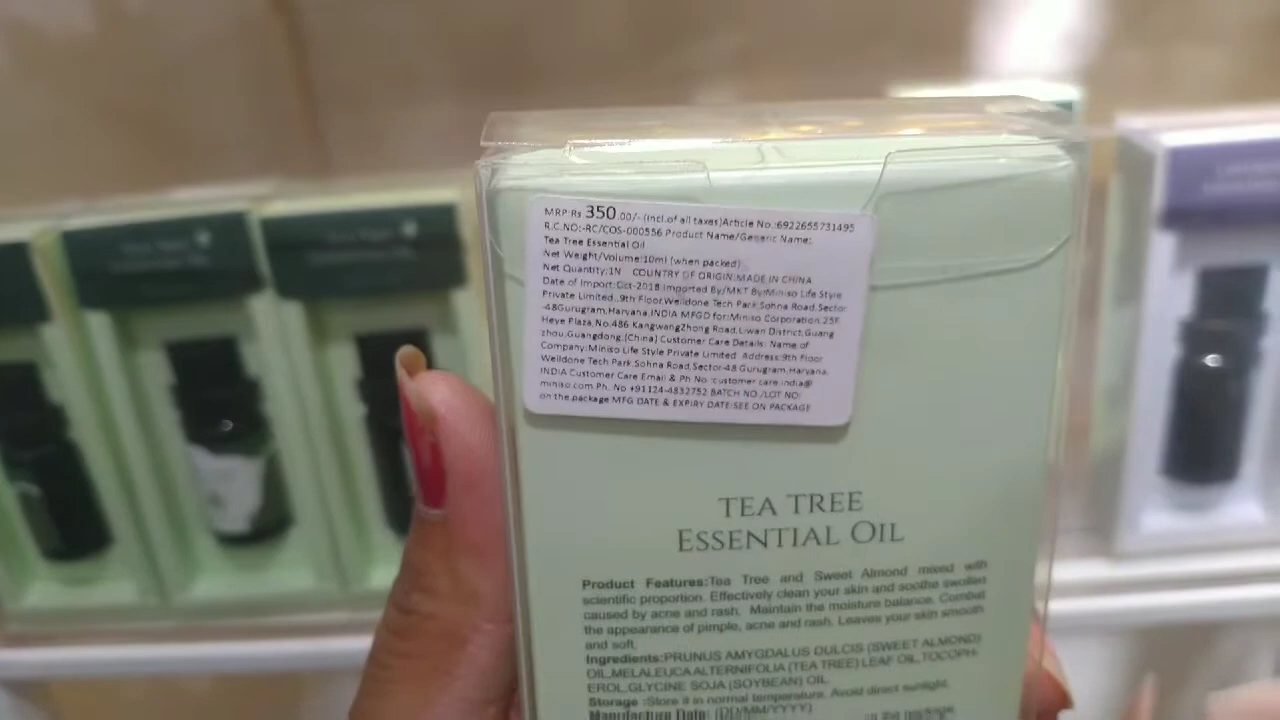 MRP:Rs 350.00/- (incl.of all taxes)Article No.:6922655731495
R.C.NO:-RC/COS-000556 Product Name/Generic Name:
Tea Tree Essential Oil
Net Weight/Volume:10ml (when packed)
Net Quantity:1N COUNTRY OF ORIGIN:MADE IN CHINA
Date of Import:Oct-2018 Imported By/MKT By:Miniso Life Style
Private Limited.,9th Floor,Welldone Tech Park,Sohna Road,Sector
-48Gurugram,Haryana,INDIA MFGD for:Miniso Corporation,25F
Heye Plaza,No.486 KangwangZhong Road,Liwan District,Guang
zhou,Guangdong,(China) Customer Care Details: Name of
Company:Miniso Life Style Private Limited Address:9th Floor
Welldone Tech Park,Sohna Road,Sector-48 Gurugram,Haryana,
INDIA Customer Care Email & Ph No.:customer.care.india@
miniso.com Ph. No +91124-4832752 BATCH NO./LOT NO:
on the package MFG DATE & EXPIRY DATE:SEE ON PACKAGE
TEA TREE
ESSENTIAL OIL
Product Features:Tea Tree and Sweet Almond mixed with
scientific proportion. Effectively clean your skin and soothe swollen
caused by acne and rash. Maintain the moisture balance. Combat
the appearance of pimple, acne and rash. Leaves your skin smooth
and soft.
Ingredients:PRUNUS AMYGDALUS DULCIS (SWEET ALMOND)
OIL,MELALEUCA ALTERNIFOLIA (TEA TREE) LEAF OIL,TOCOPH-
EROL,GLYCINE SOJA (SOYBEAN) OIL.
Storage :Store it in normal temperature. Avoid direct sunlight.
Manufacture Date: (DD/MM/YYYY)
on the package.